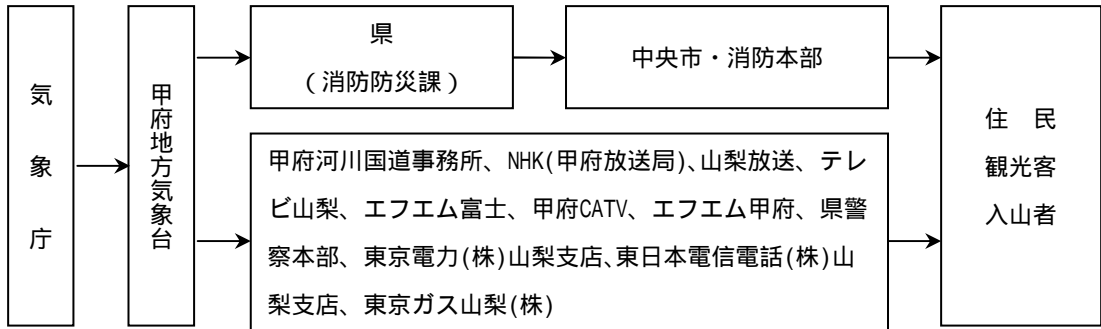 気象庁
甲府地方気象台
県
(消防防災課)
中央市・消防本部
甲府河川国道事務所、NHK(甲府放送局)、山梨放送、テレ
ビ山梨、エフエム富士、甲府CATV、エフエム甲府、県警
察本部、東京電力(株)山梨支店、東日本電信電話(株)山
梨支店、東京ガス山梨(株)
住　民
観光客
入山者